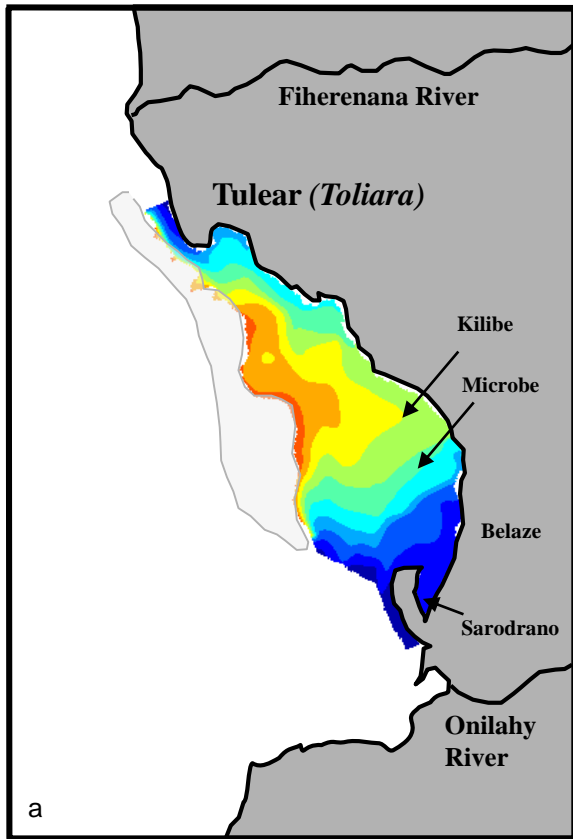 Fiherenana River
Tulear (Toliara)
Kilibe
Microbe
Belaze
Sarodrano
Onilahy
River
a